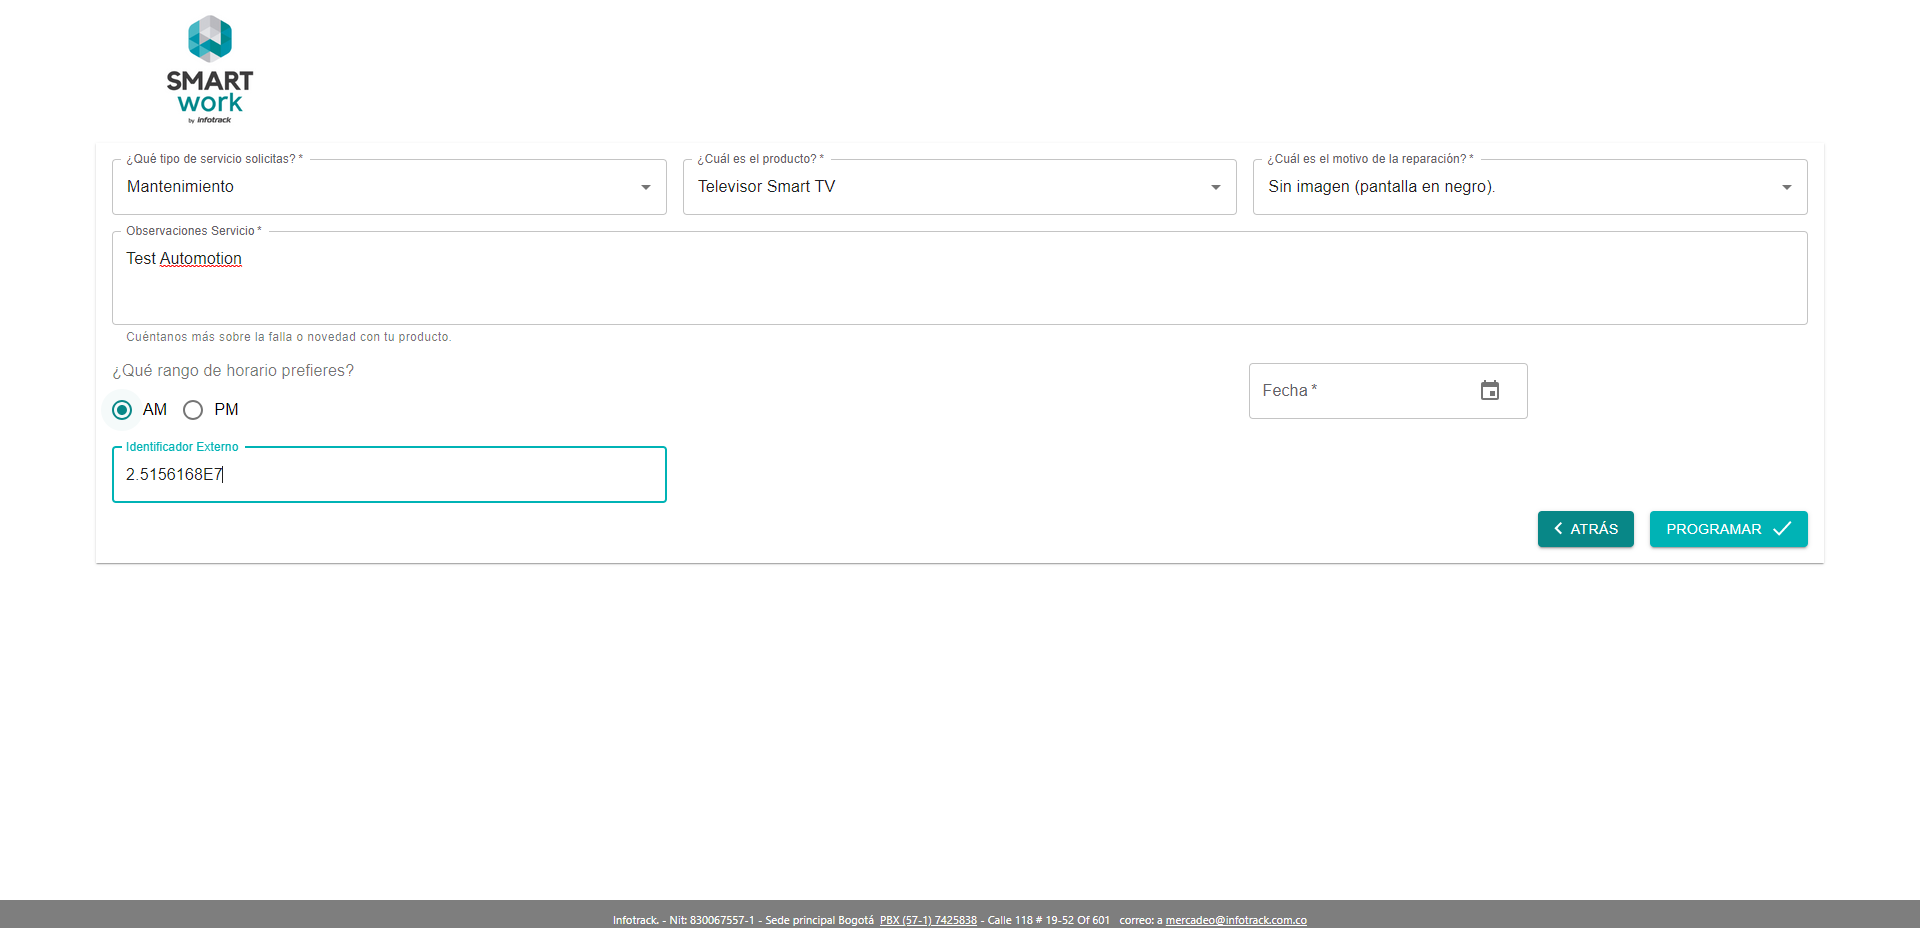 SMART
work
by infotrack
¿Qué tipo de servicio solicitas? *
Mantenimiento
¿Cuál es el producto? *
Televisor Smart TV
¿Cuál es el motivo de la reparación? *
Sin imagen (pantalla en negro).
Observaciones Servicio *
Test Automotion
Cuéntanos más sobre la falla o novedad con tu producto.
¿Qué rango de horario prefieres?
AM PM
Fecha *
Identificador Externo
2.5156168E7
ATRÁS
PROGRAMAR
Infotrack. - Nit: 830067557-1 - Sede principal Bogotá PBX (57-1) 7425838 - Calle 118 # 19-52 Of 601 correo: a mercadeo@infotrack.com.co